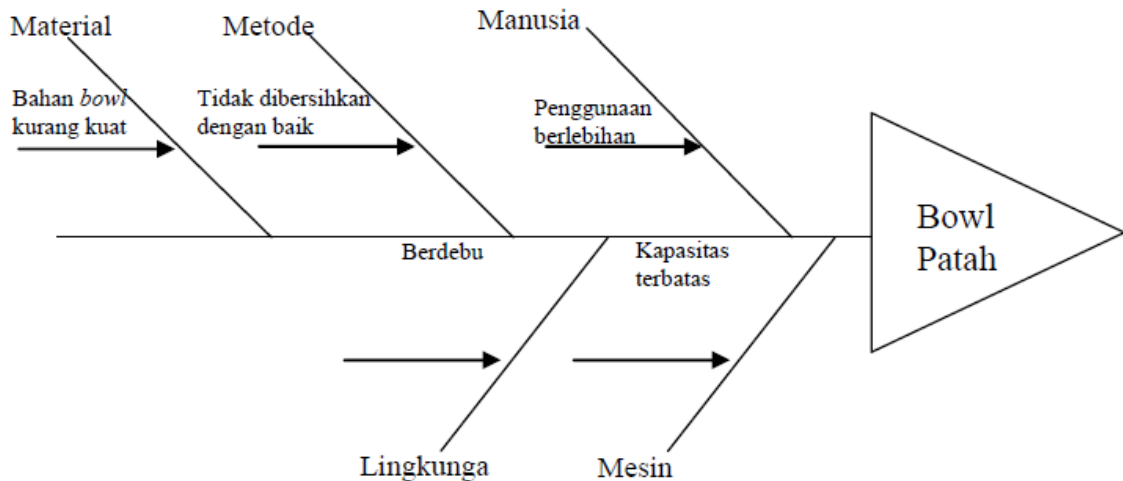 Material
Metode
Manusia
Bahan bowl
kurang kuat
Tidak dibersihkan
dengan baik
Penggunaan
berlebihan
Bowl
Patah
Berdebu
Kapasitas
terbatas
Lingkunga
Mesin